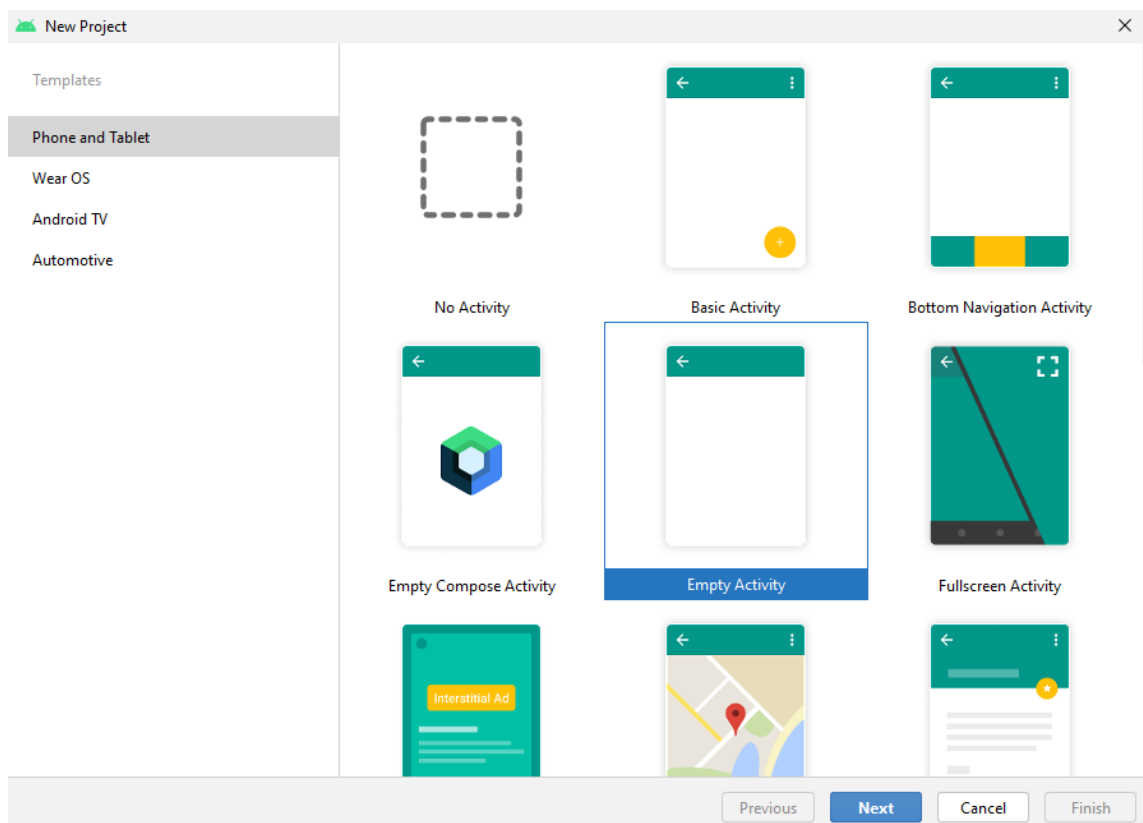 New Project
Templates
Phone and Tablet
Wear OS
Android TV
Automotive
No Activity
Basic Activity
Bottom Navigation Activity
Empty Compose Activity
Empty Activity
Fullscreen Activity
Interstitial Ad
Previous
Next
Cancel
Finish